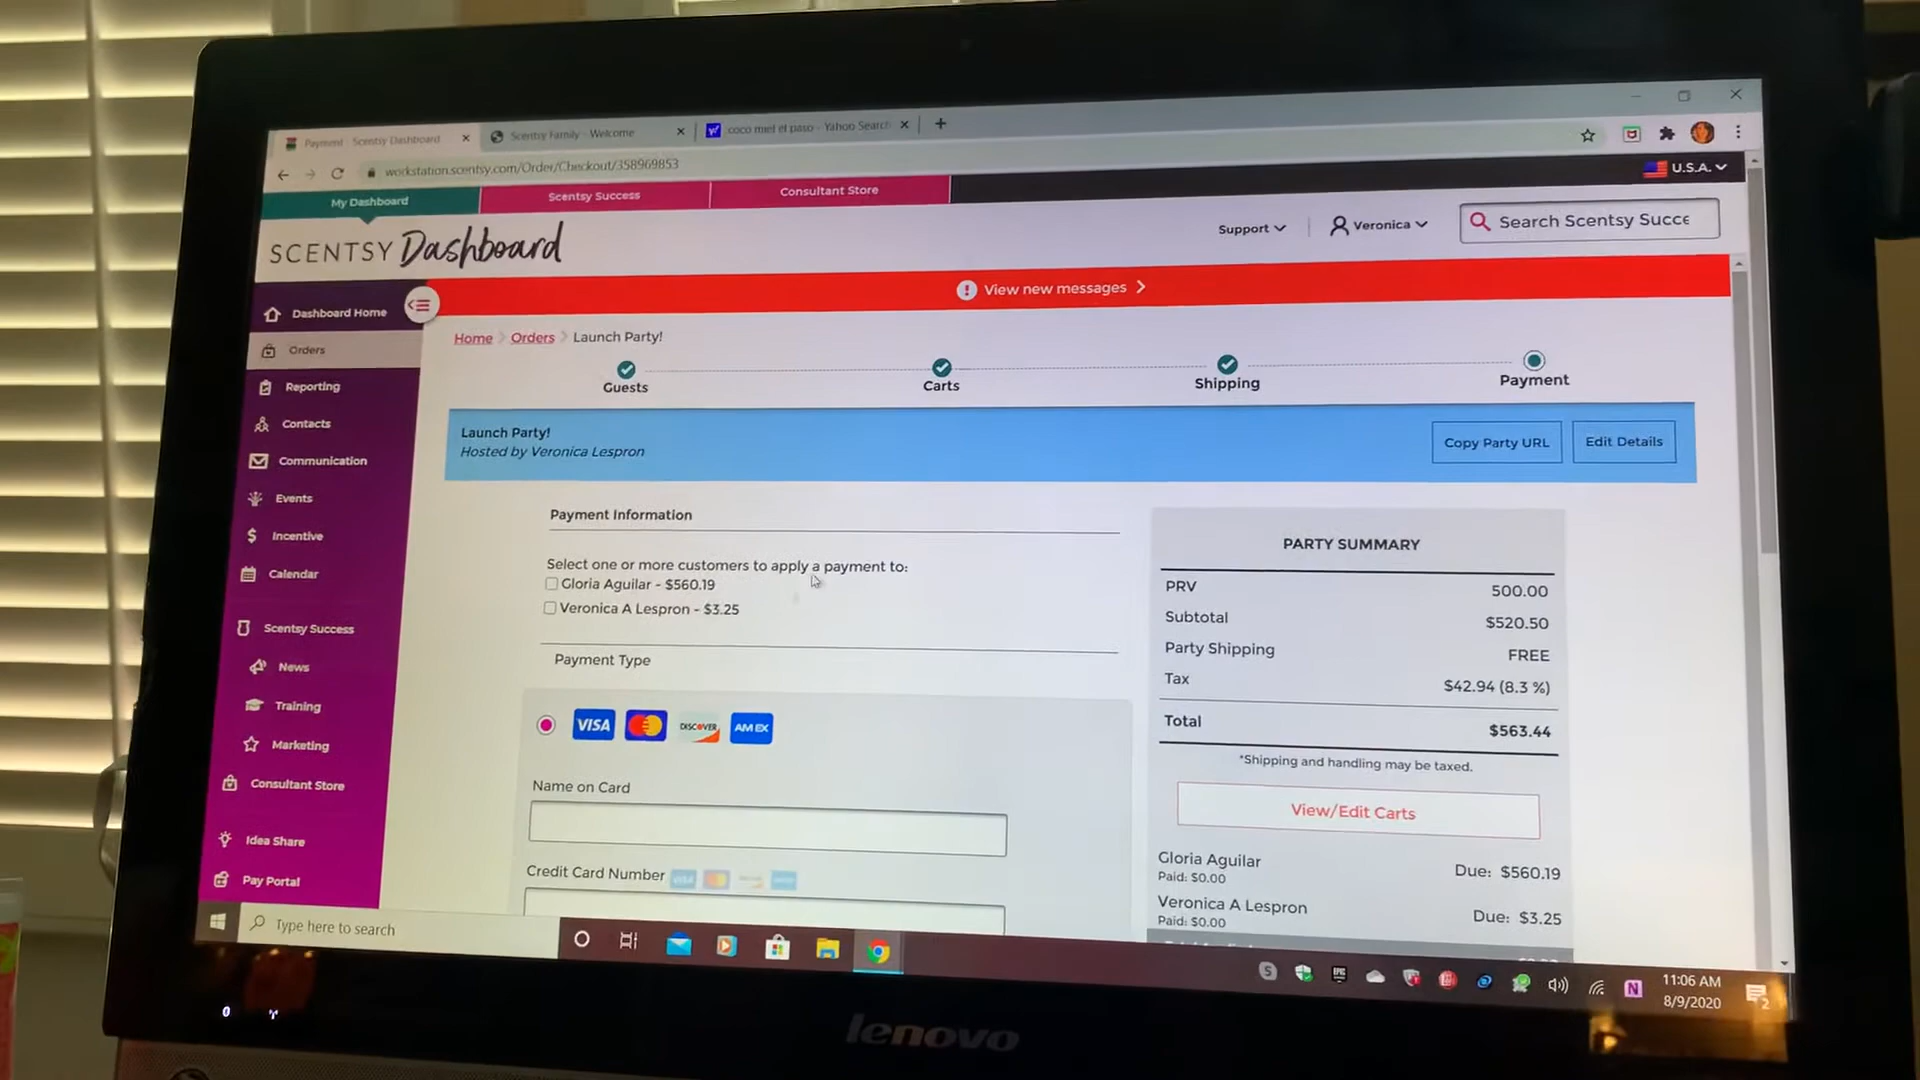 Payment - Scentsy Dashboard
Scentsy Family - Welcome
coco miel el paso - Yahoo Search
workstation.scentsy.com/Order/Checkout/358969853
U.S.A.
My Dashboard
Scentsy Success
Consultant Store
SCENTSY Dashboard
Support
Veronica
Search Scentsy Succe
View new messages
Dashboard Home
Orders
Reporting
Contacts
Communication
Events
Incentive
Calendar
Scentsy Success
News
Training
Marketing
Consultant Store
Idea Share
Pay Portal
Home > Orders > Launch Party!
Guests
Carts
Shipping
Payment
Launch Party!
Hosted by Veronica Lespron
Copy Party URL
Edit Details
Payment Information
Select one or more customers to apply a payment to:
Gloria Aguilar - $560.19
Veronica A Lespron - $3.25
Payment Type
VISA
DISCOVER
AMEX
Name on Card
Credit Card Number
PARTY SUMMARY
PRV 500.00
Subtotal $520.50
Party Shipping FREE
Tax $42.94 (8.3 %)
Total $563.44
*Shipping and handling may be taxed.
View/Edit Carts
Gloria Aguilar
Paid: $0.00
Due: $560.19
Veronica A Lespron
Paid: $0.00
Due: $3.25
Type here to search
11:06 AM
8/9/2020
lenovo